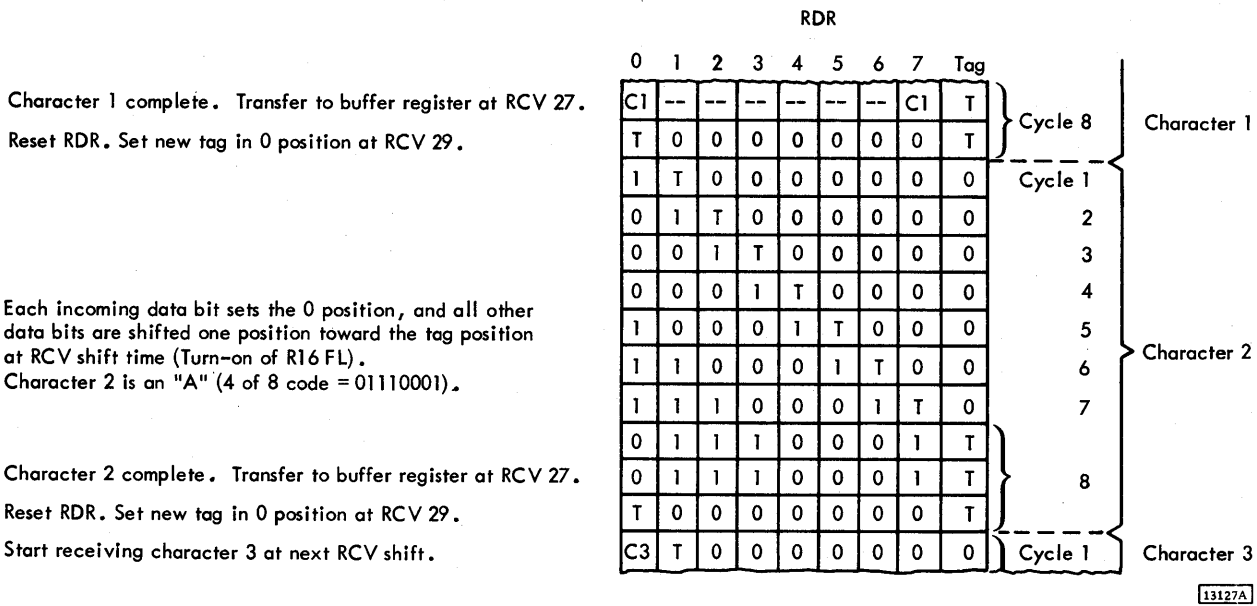 RDR
0 1 2 3 4 5 6 7 Tag
Character 1 complete. Transfer to buffer register at RCV 27. C1 -- -- -- -- -- -- C1 T
Cycle 8 Character 1
Reset RDR. Set new tag in 0 position at RCV 29. T 0 0 0 0 0 0 0 T
1 T 0 0 0 0 0 0 0 Cycle 1
0 1 T 0 0 0 0 0 0 2
0 0 1 T 0 0 0 0 0 3
0 0 0 1 T 0 0 0 0 4
Each incoming data bit sets the 0 position, and all other
data bits are shifted one position toward the tag position 1 0 0 0 1 T 0 0 0 5
at RCV shift time (Turn-on of R16 FL). Character 2
Character 2 is an "A" (4 of 8 code = 01110001). 1 1 0 0 0 1 T 0 0 6
1 1 1 0 0 0 1 T 0 7
0 1 1 1 0 0 0 1 T
Character 2 complete. Transfer to buffer register at RCV 27. 0 1 1 1 0 0 0 1 T 8
Reset RDR. Set new tag in 0 position at RCV 29. T 0 0 0 0 0 0 0 T
Start receiving character 3 at next RCV shift. C3 T 0 0 0 0 0 0 0 Cycle 1 Character 3
13127A